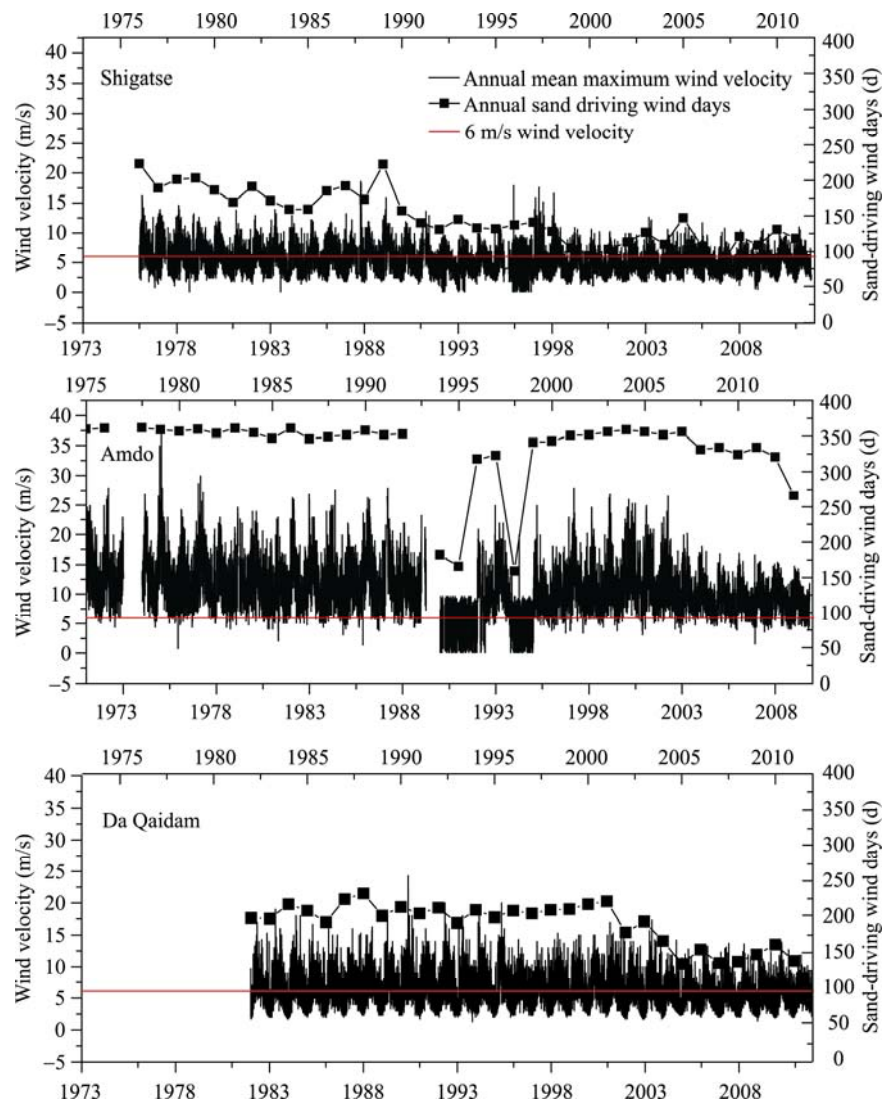 1975 1980 1985 1990 1995 2000 2005 2010
40 35 30 25 20 15 10 5 0 −5
Wind velocity (m/s)
Shigatse
Annual mean maximum wind velocity
Annual sand driving wind days
6 m/s wind velocity
400 350 300 250 200 150 100 50 0
Sand-driving wind days (d)
1973 1978 1983 1988 1993 1998 2003 2008
1975 1980 1985 1990 1995 2000 2005 2010
40 35 30 25 20 15 10 5 0 −5
Wind velocity (m/s)
Amdo
400 350 300 250 200 150 100 50 0
Sand-driving wind days (d)
1973 1978 1983 1988 1993 1998 2003 2008
1975 1980 1985 1990 1995 2000 2005 2010
40 35 30 25 20 15 10 5 0 −5
Wind velocity (m/s)
Da Qaidam
400 350 300 250 200 150 100 50 0
Sand-driving wind days (d)
1973 1978 1983 1988 1993 1998 2003 2008